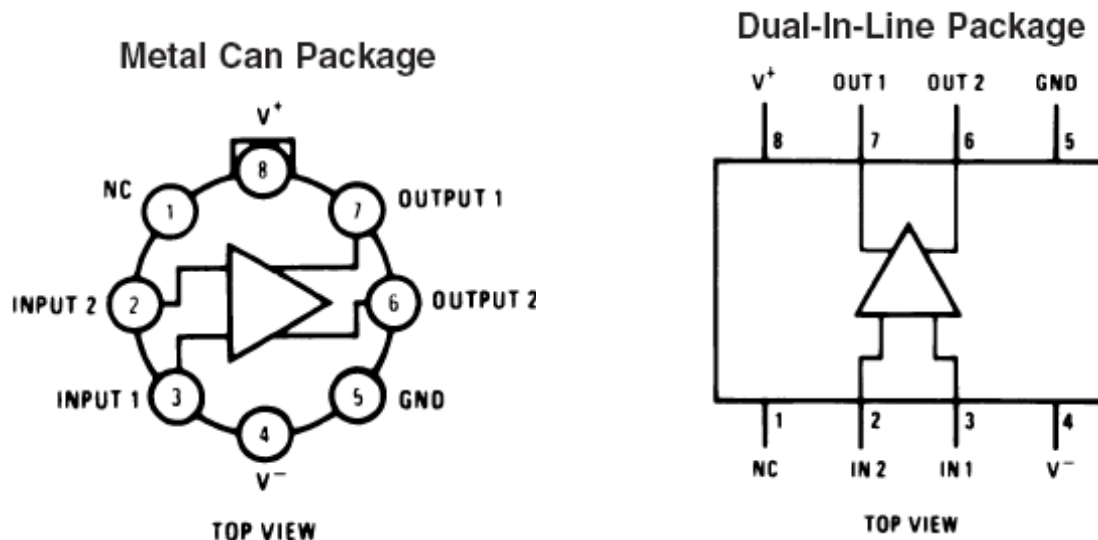 Metal Can Package
V+
8
NC
1
7
OUTPUT 1
INPUT 2
2
6
OUTPUT 2
INPUT 1
3
5
GND
4
V−
TOP VIEW
Dual-In-Line Package
V+ OUT 1 OUT 2 GND
8 7 6 5
1 2 3 4
NC IN 2 IN 1 V−
TOP VIEW